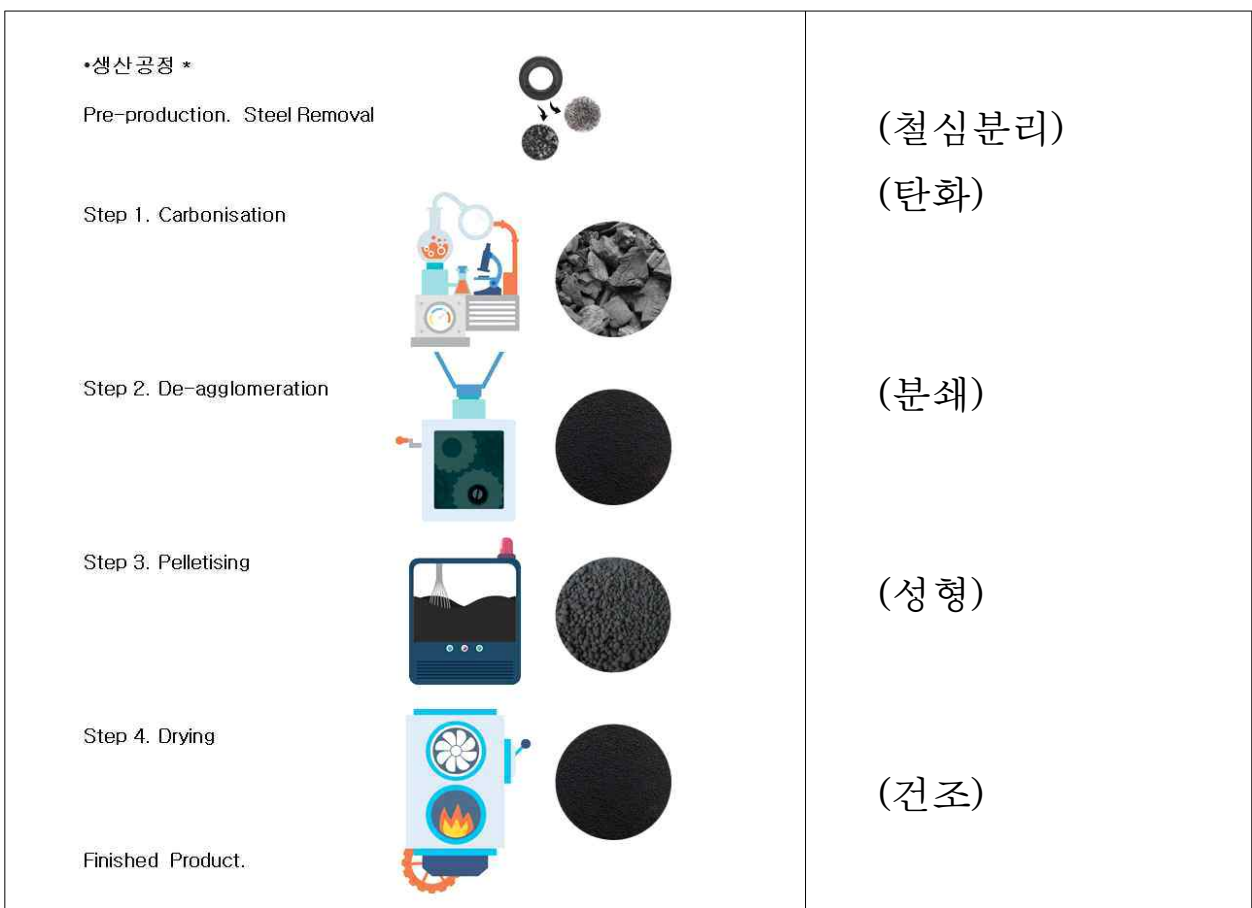 •생산공정 *
Pre-production. Steel Removal
(철심분리)
Step 1. Carbonisation
(탄화)
Step 2. De-agglomeration
(분쇄)
Step 3. Pelletising
(성형)
Step 4. Drying
(건조)
Finished Product.